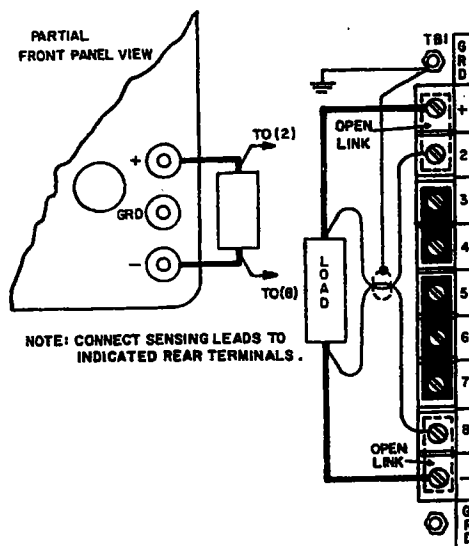 PARTIAL
FRONT PANEL VIEW
+
GRD
−
TO (2)
TO(8)
NOTE: CONNECT SENSING LEADS TO
INDICATED REAR TERMINALS.
TB1
G
R
D
OPEN
LINK
LOAD
+
2
3
4
5
6
7
8
−
OPEN
LINK
G